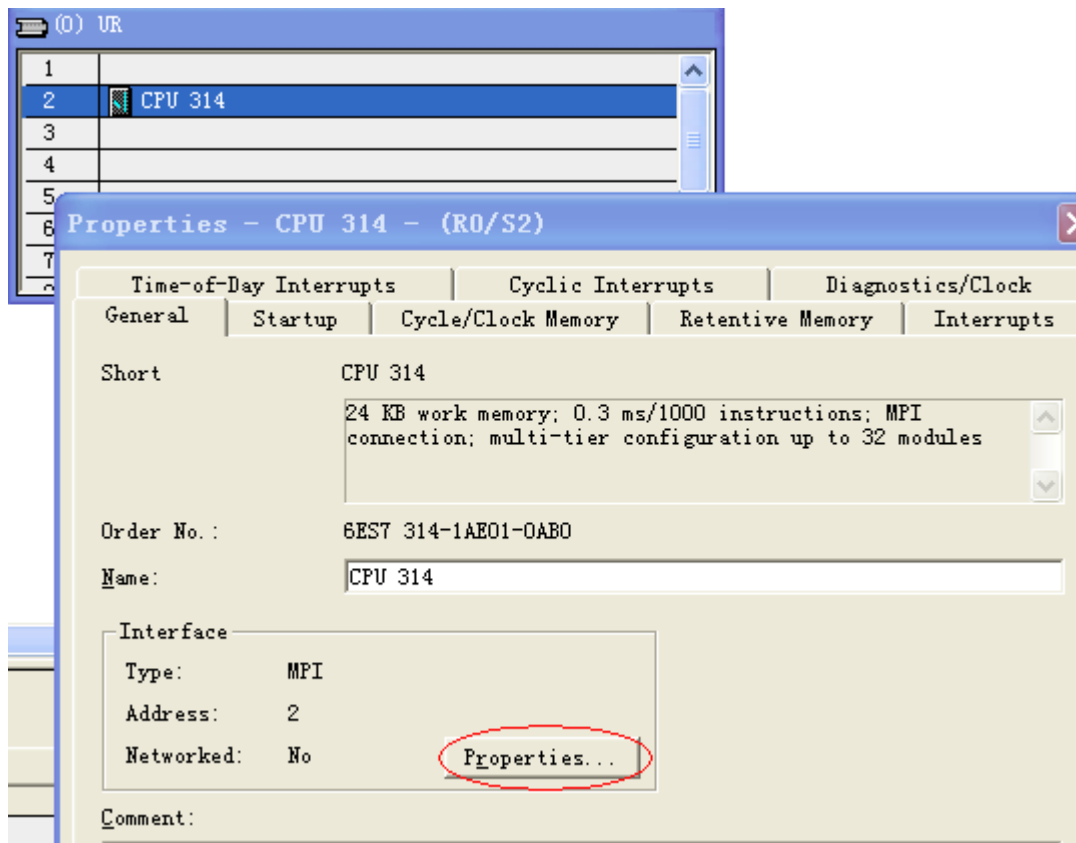 (0) UR
1
2 CPU 314
3
4
5
6
7
Properties - CPU 314 - (R0/S2)
Time-of-Day Interrupts Cyclic Interrupts Diagnostics/Clock
General Startup Cycle/Clock Memory Retentive Memory Interrupts
Short CPU 314
24 KB work memory; 0.3 ms/1000 instructions; MPI
connection; multi-tier configuration up to 32 modules
Order No.: 6ES7 314-1AE01-0AB0
Name: CPU 314
Interface
Type: MPI
Address: 2
Networked: No Properties...
Comment: